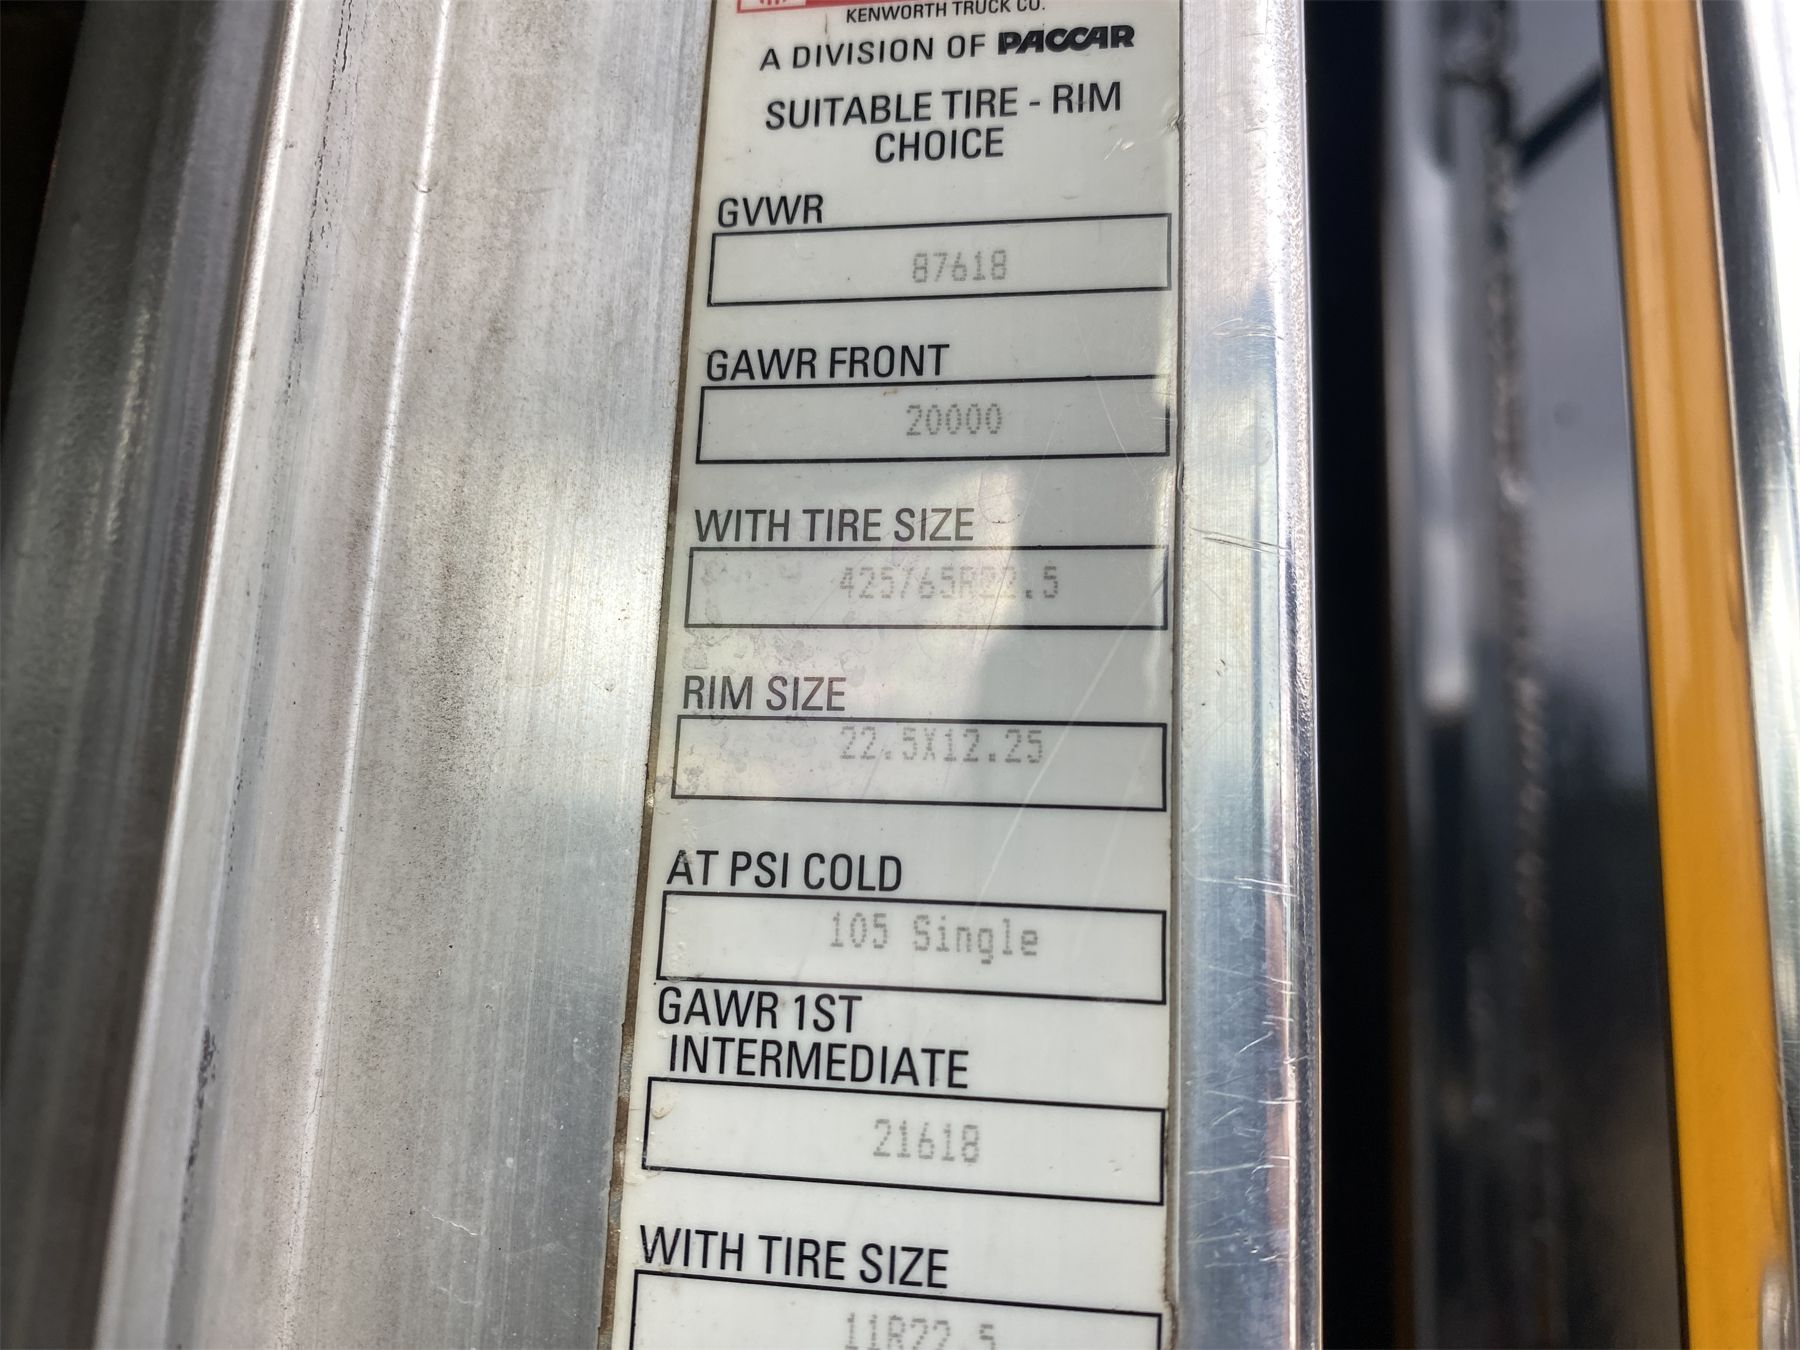 KENWORTH TRUCK CO.
A DIVISION OF PACCAR
SUITABLE TIRE - RIM
CHOICE
GVWR
87618
GAWR FRONT
20000
WITH TIRE SIZE
425/65R22.5
RIM SIZE
22.5X12.25
AT PSI COLD
105 Single
GAWR 1ST
INTERMEDIATE
21618
WITH TIRE SIZE
11R22.5